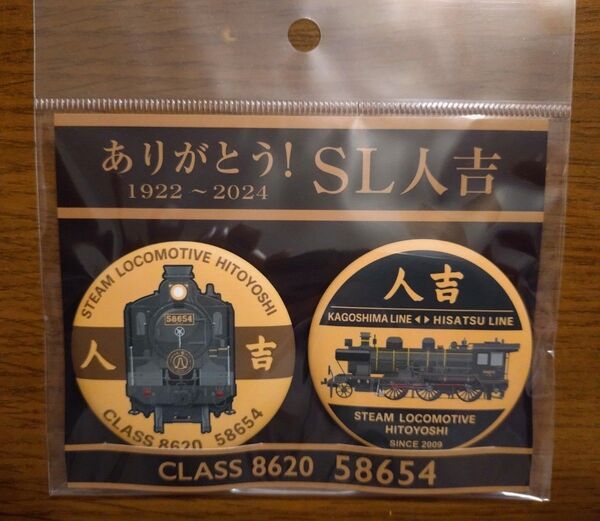 ありがとう!
1922～2024
SL人吉
STEAM LOCOMOTIVE HITOYOSHI
58654
人 吉
CLASS 8620 58654
人吉
KAGOSHIMA LINE ◀▶ HISATSU LINE
STEAM LOCOMOTIVE
HITOYOSHI
SINCE 2009
CLASS 8620 58654